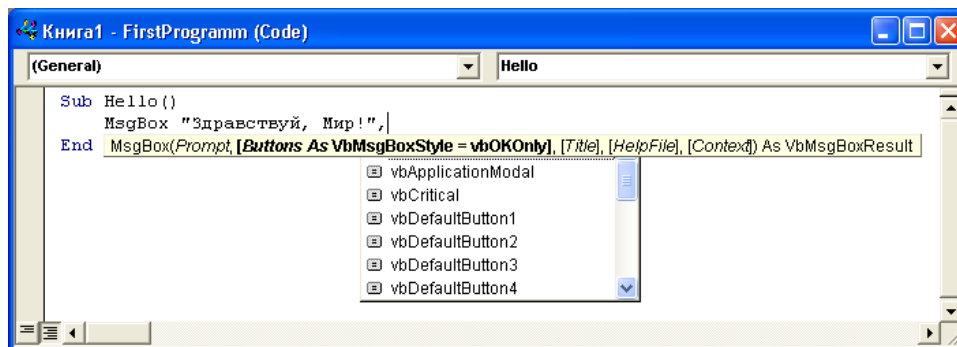 Книга1 - FirstProgramm (Code)
(General) Hello
Sub Hello()
MsgBox "Здравствуй, Мир!",
End MsgBox(Prompt, [Buttons As VbMsgBoxStyle = vbOKOnly], [Title], [HelpFile], [Context]) As VbMsgBoxResult
vbApplicationModal
vbCritical
vbDefaultButton1
vbDefaultButton2
vbDefaultButton3
vbDefaultButton4